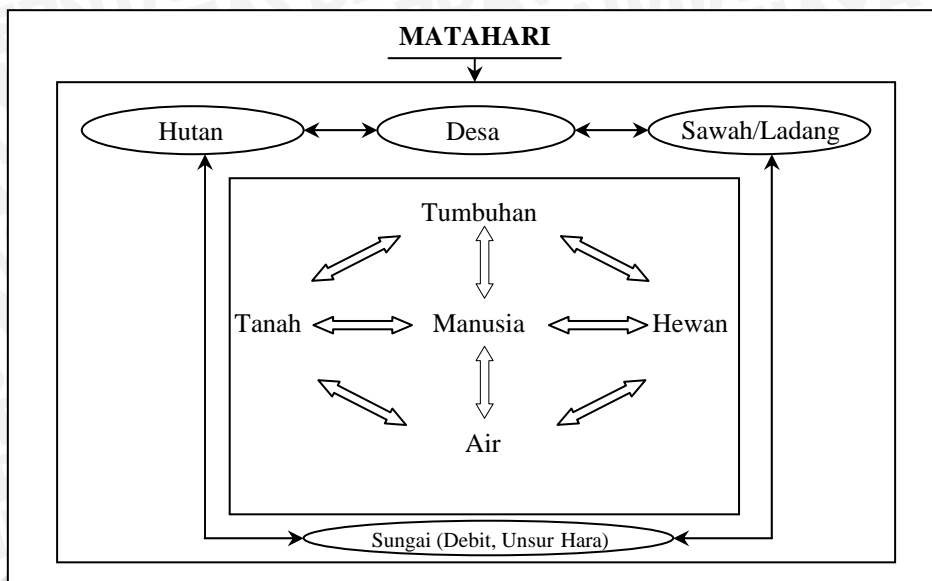 MATAHARI
Hutan
Desa
Sawah/Ladang
Tumbuhan
Tanah
Manusia
Hewan
Air
Sungai (Debit, Unsur Hara)